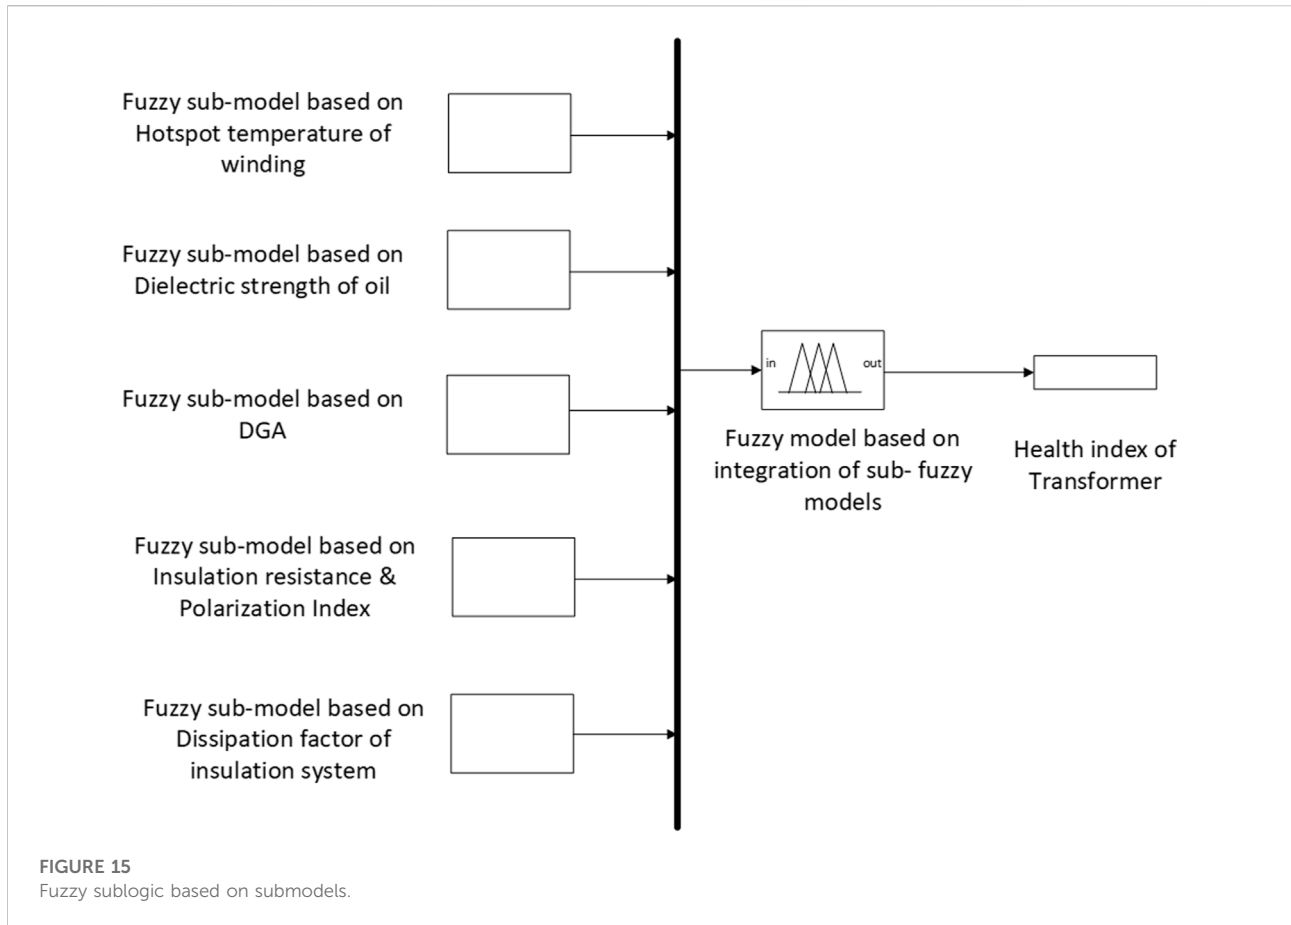 Fuzzy sub-model based on
Hotspot temperature of
winding
Fuzzy sub-model based on
Dielectric strength of oil
Fuzzy sub-model based on
DGA
Fuzzy sub-model based on
Insulation resistance &
Polarization Index
Fuzzy sub-model based on
Dissipation factor of
insulation system
in
out
Fuzzy model based on
integration of sub- fuzzy
models
Health index of
Transformer
FIGURE 15
Fuzzy sublogic based on submodels.